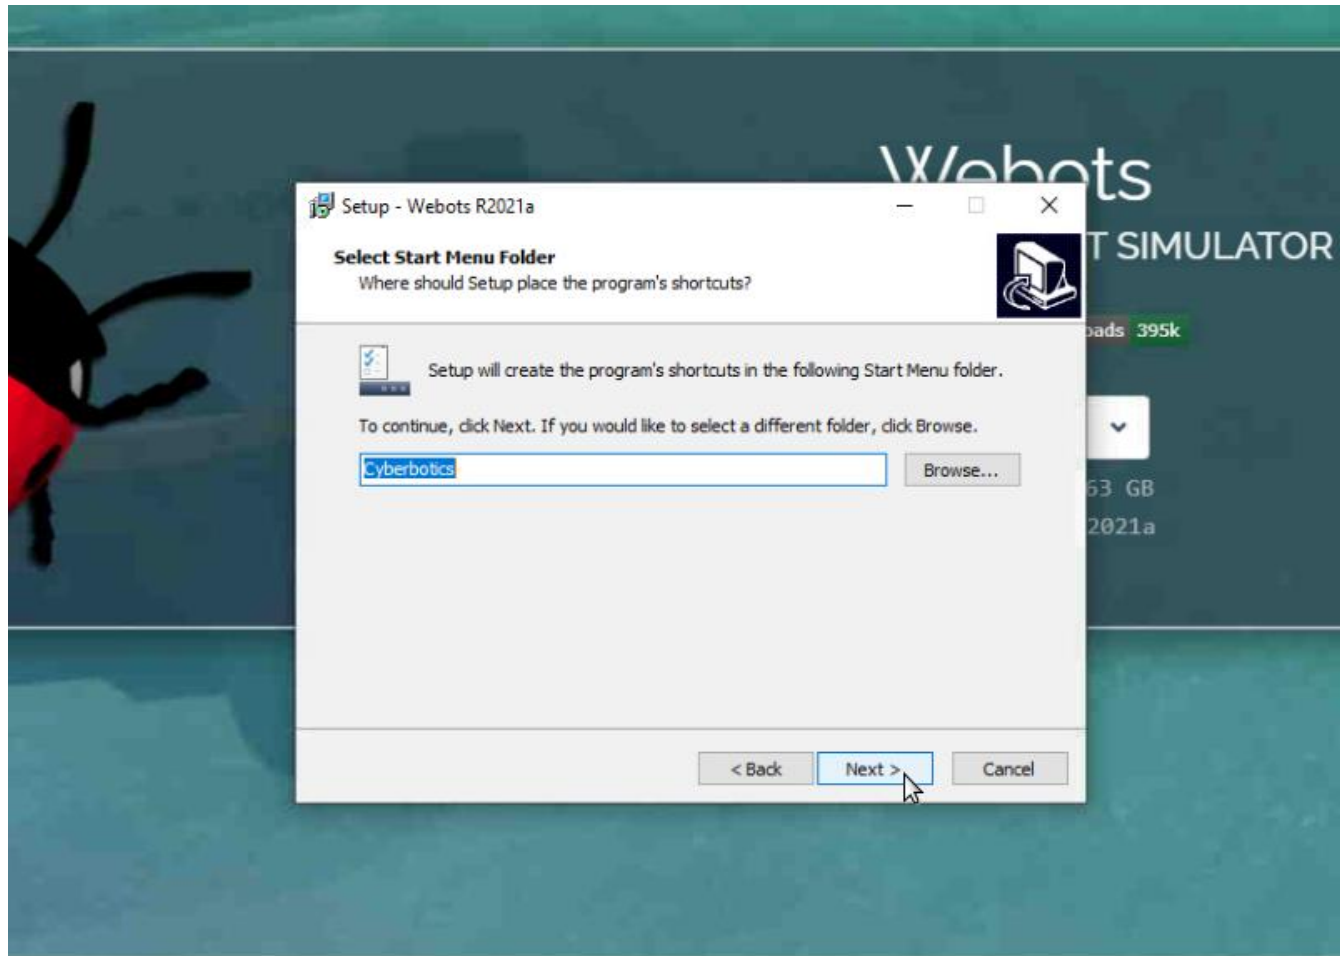 Webots
Setup - Webots R2021a
T SIMULATOR
Select Start Menu Folder
Where should Setup place the program's shortcuts?
395k
Setup will create the program's shortcuts in the following Start Menu folder.
To continue, click Next. If you would like to select a different folder, click Browse.
Cyberbotics
Browse...
63 GB
2021a
< Back
Next >
Cancel